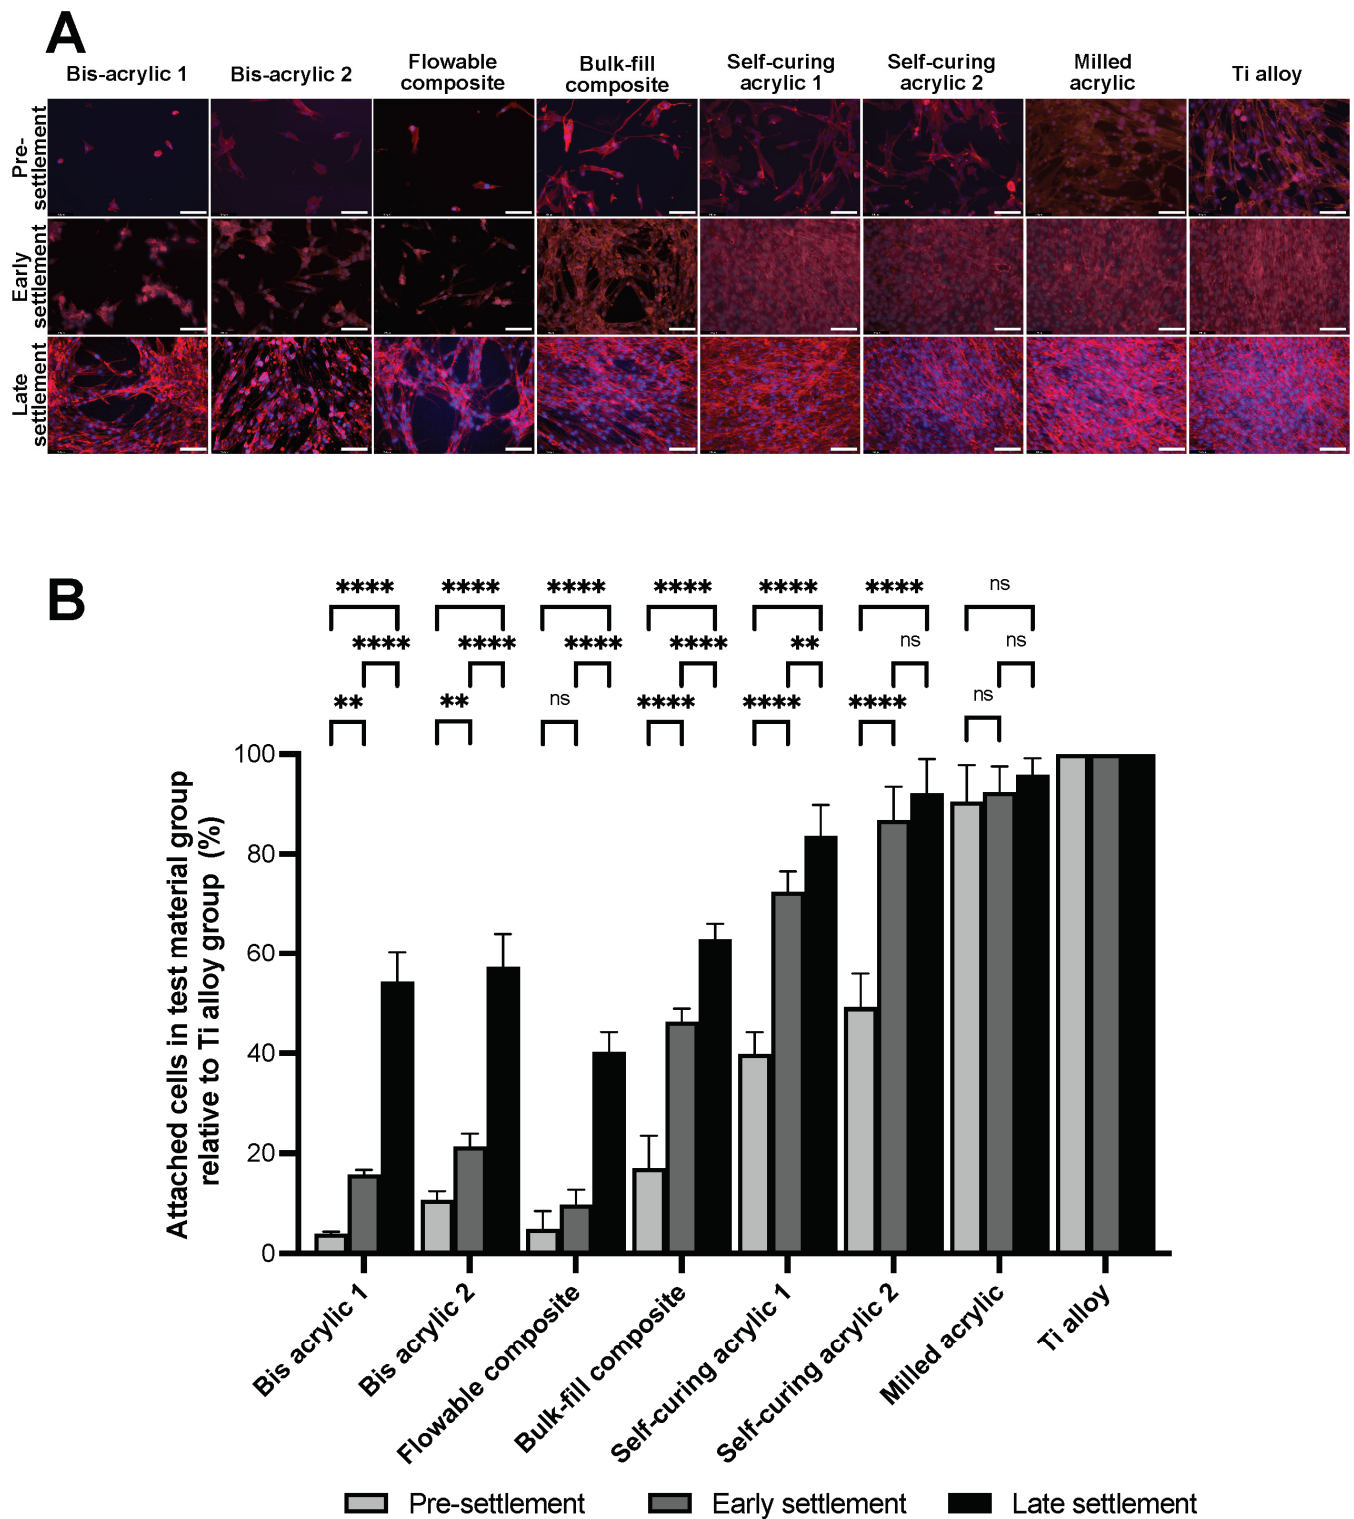 A
Bis-acrylic 1
Bis-acrylic 2
Flowable
composite
Bulk-fill
composite
Self-curing
acrylic 1
Self-curing
acrylic 2
Milled
acrylic
Ti alloy
Pre-
settlement
Early
settlement
Late
settlement
B
**** **** **** **** **** **** ns
**** **** **** **** ** ns ns
** ** ns **** **** **** ns
Attached cells in test material group
relative to Ti alloy group (%)
100
80
60
40
20
0
Bis acrylic 1
Bis acrylic 2
Flowable composite
Bulk-fill composite
Self-curing acrylic 1
Self-curing acrylic 2
Milled acrylic
Ti alloy
Pre-settlement
Early settlement
Late settlement